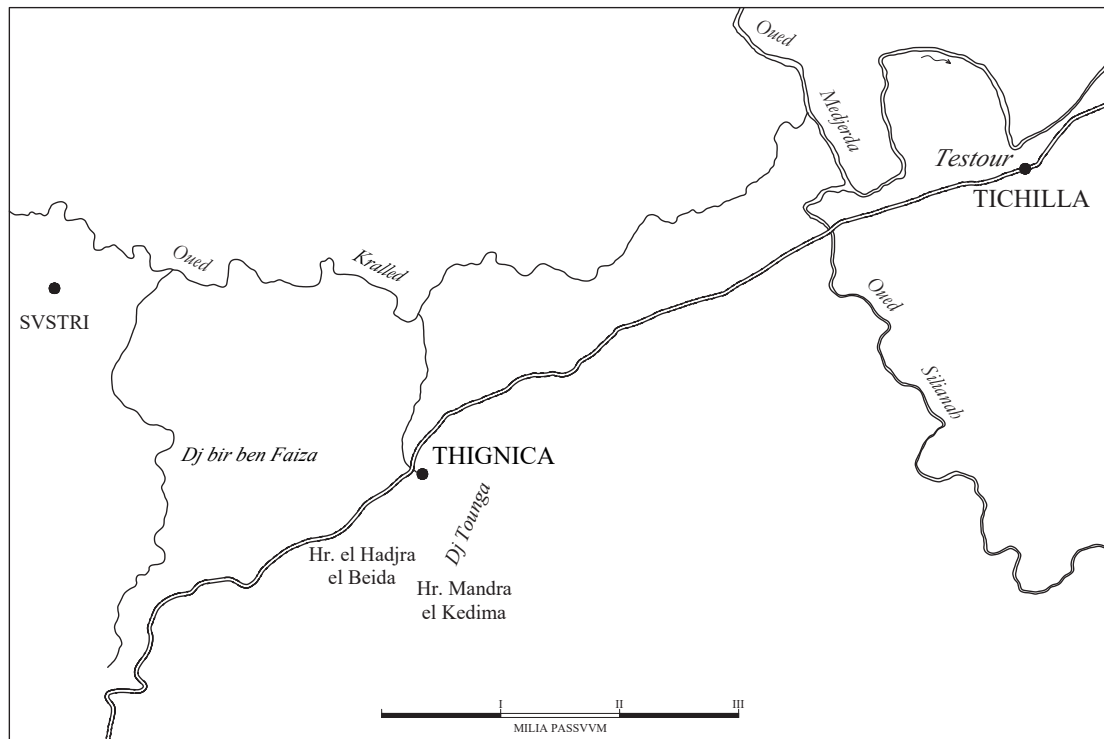 Oued
Medjerda
Testour
TICHILLA
Oued
Kralled
SVSTRI
Oued
Silianah
Dj bir ben Faiza
THIGNICA
Dj Tounga
Hr. el Hadjra
el Beida
Hr. Mandra
el Kedima
I II III
MILIA PASSVVM